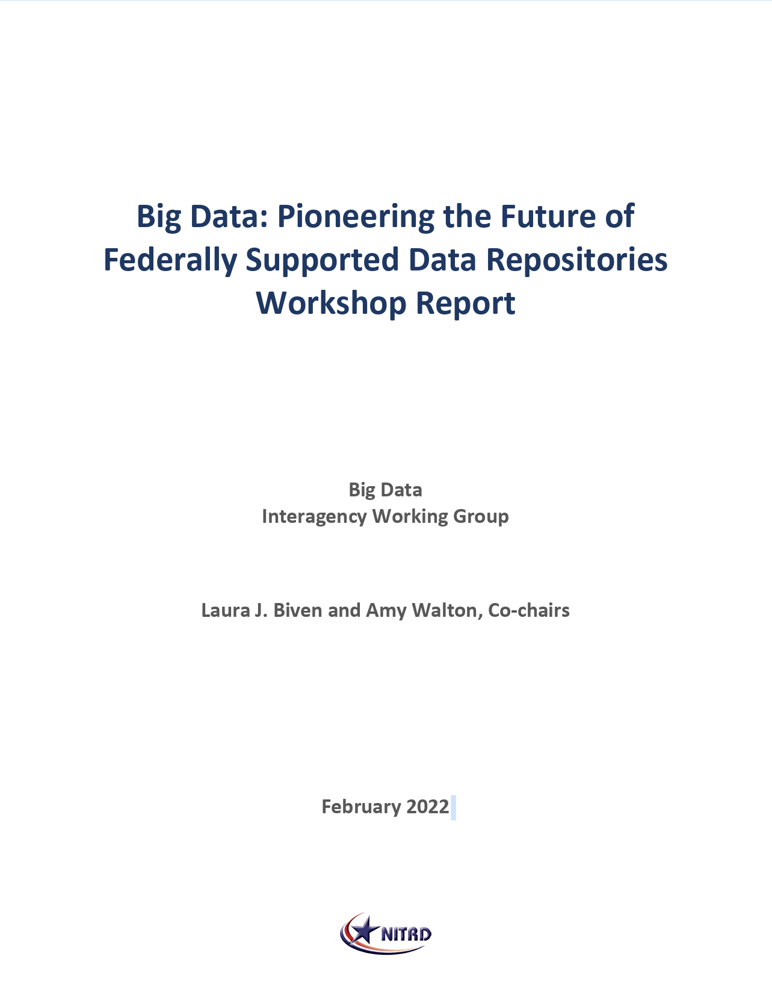 Big Data: Pioneering the Future of
Federally Supported Data Repositories
Workshop Report
Big Data
Interagency Working Group
Laura J. Biven and Amy Walton, Co-chairs
February 2022
NITRD